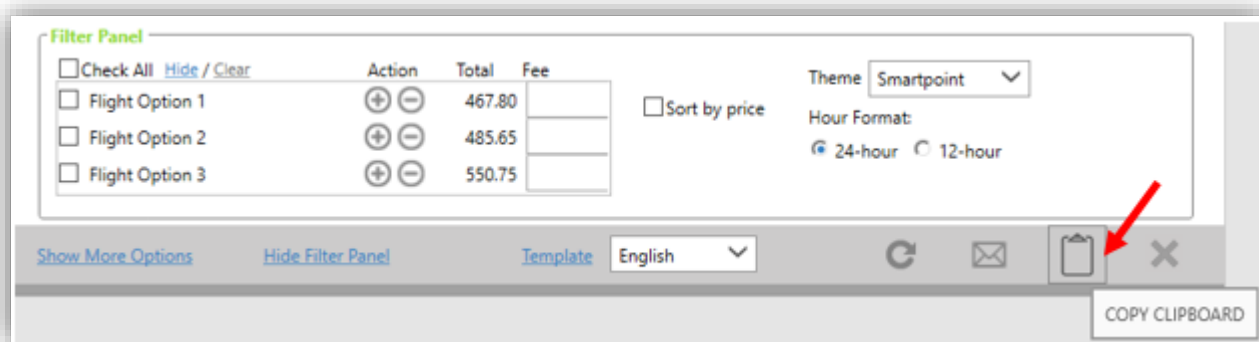 Filter Panel
Check All Hide / Clear Action Total Fee
Flight Option 1 467.80
Flight Option 2 485.65
Flight Option 3 550.75
Sort by price
Theme Smartpoint
Hour Format:
24-hour 12-hour
Show More Options Hide Filter Panel Template English
COPY CLIPBOARD